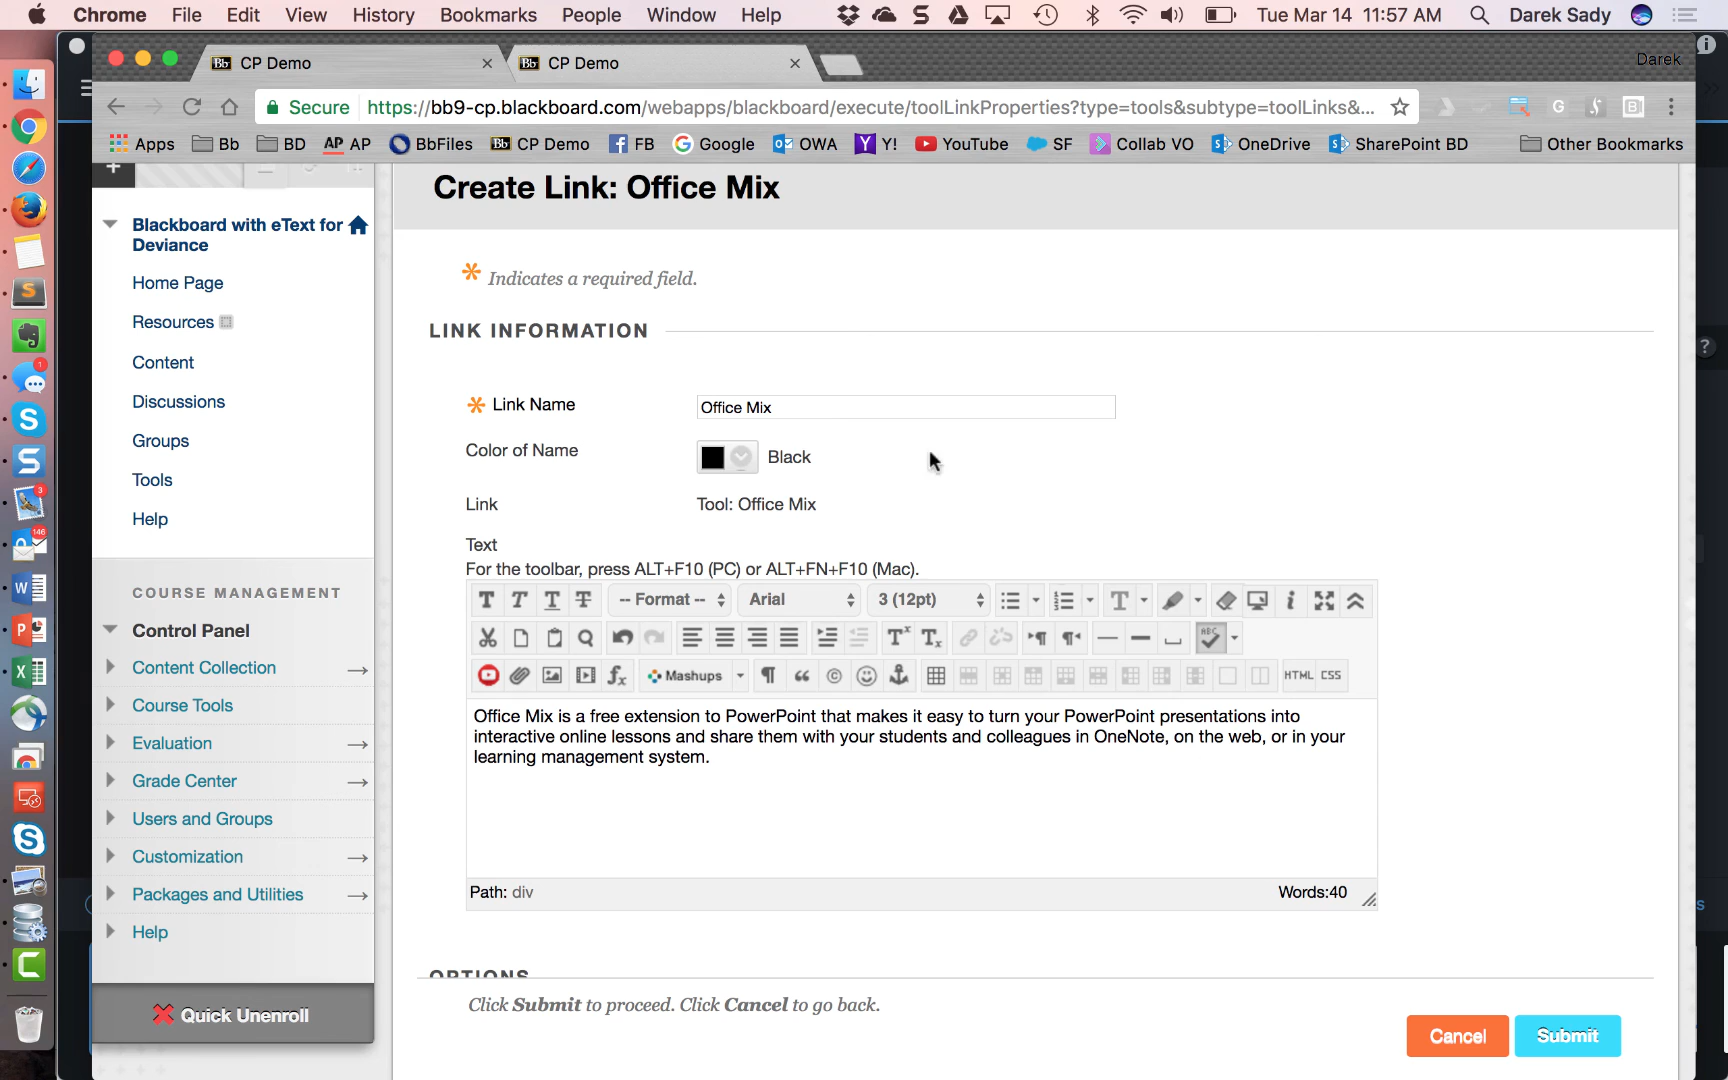 Chrome File Edit View History Bookmarks People Window Help Tue Mar 14 11:57 AM Darek Sady
Bb CP Demo × Bb CP Demo × Darek
Secure https://bb9-cp.blackboard.com/webapps/blackboard/execute/toolLinkProperties?type=tools&subtype=toolLinks&...
Apps Bb BD AP AP BbFiles Bb CP Demo FB Google OWA Y! YouTube SF Collab VO OneDrive SharePoint BD Other Bookmarks
Create Link: Office Mix
Blackboard with eText for
Deviance
Home Page
Resources
Content
Discussions
Groups
Tools
Help
COURSE MANAGEMENT
Control Panel
Content Collection
Course Tools
Evaluation
Grade Center
Users and Groups
Customization
Packages and Utilities
Help
Quick Unenroll
* Indicates a required field.
LINK INFORMATION
* Link Name Office Mix
Color of Name Black
Link Tool: Office Mix
Text
For the toolbar, press ALT+F10 (PC) or ALT+FN+F10 (Mac).
T T T T -- Format -- Arial 3 (12pt)
ABC
Mashups HTML CSS
Office Mix is a free extension to PowerPoint that makes it easy to turn your PowerPoint presentations into
interactive online lessons and share them with your students and colleagues in OneNote, on the web, or in your
learning management system.
Path: div Words:40
OPTIONS
Click Submit to proceed. Click Cancel to go back.
Cancel Submit